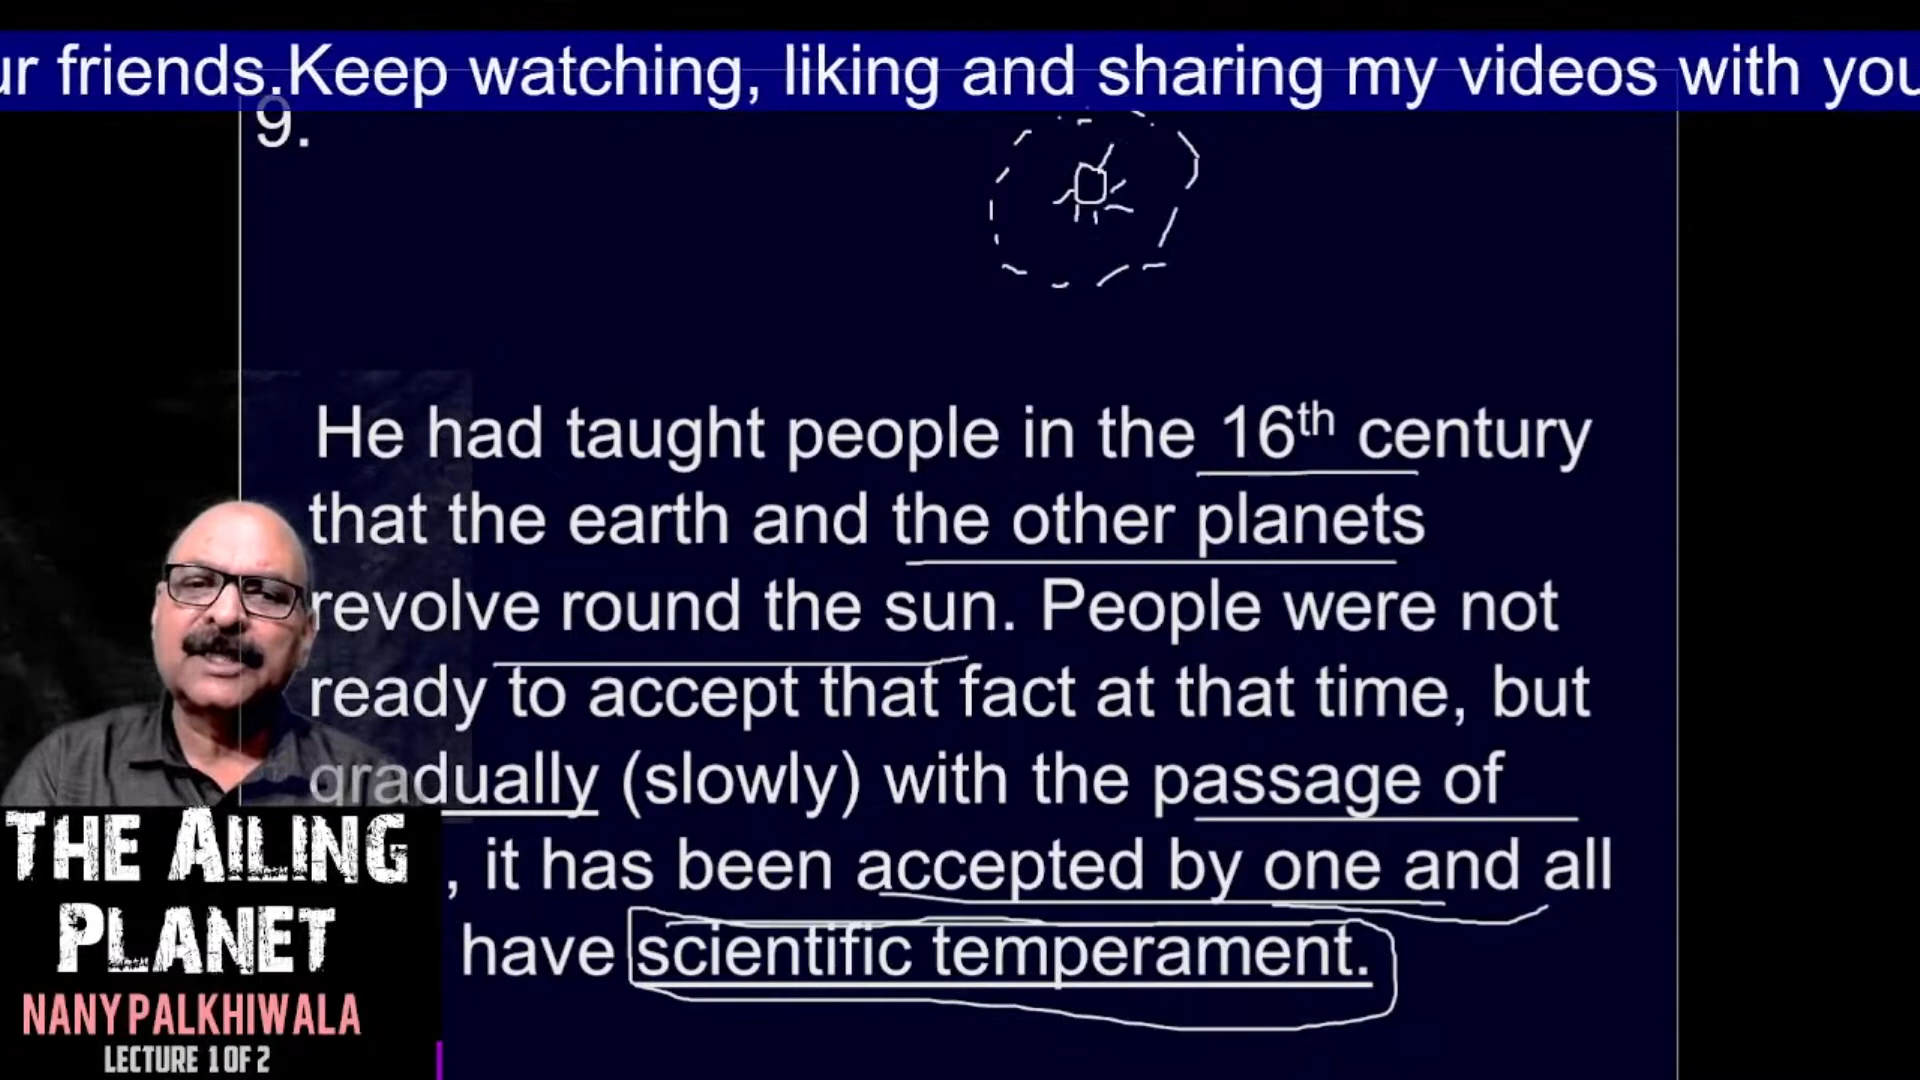 ur friends.Keep watching, liking and sharing my videos with you
9.
He had taught people in the 16th century
that the earth and the other planets
revolve round the sun. People were not
ready to accept that fact at that time, but
gradually (slowly) with the passage of
, it has been accepted by one and all
have scientific temperament.
THE AILING
PLANET
NANY PALKHIWALA
LECTURE 1 OF 2